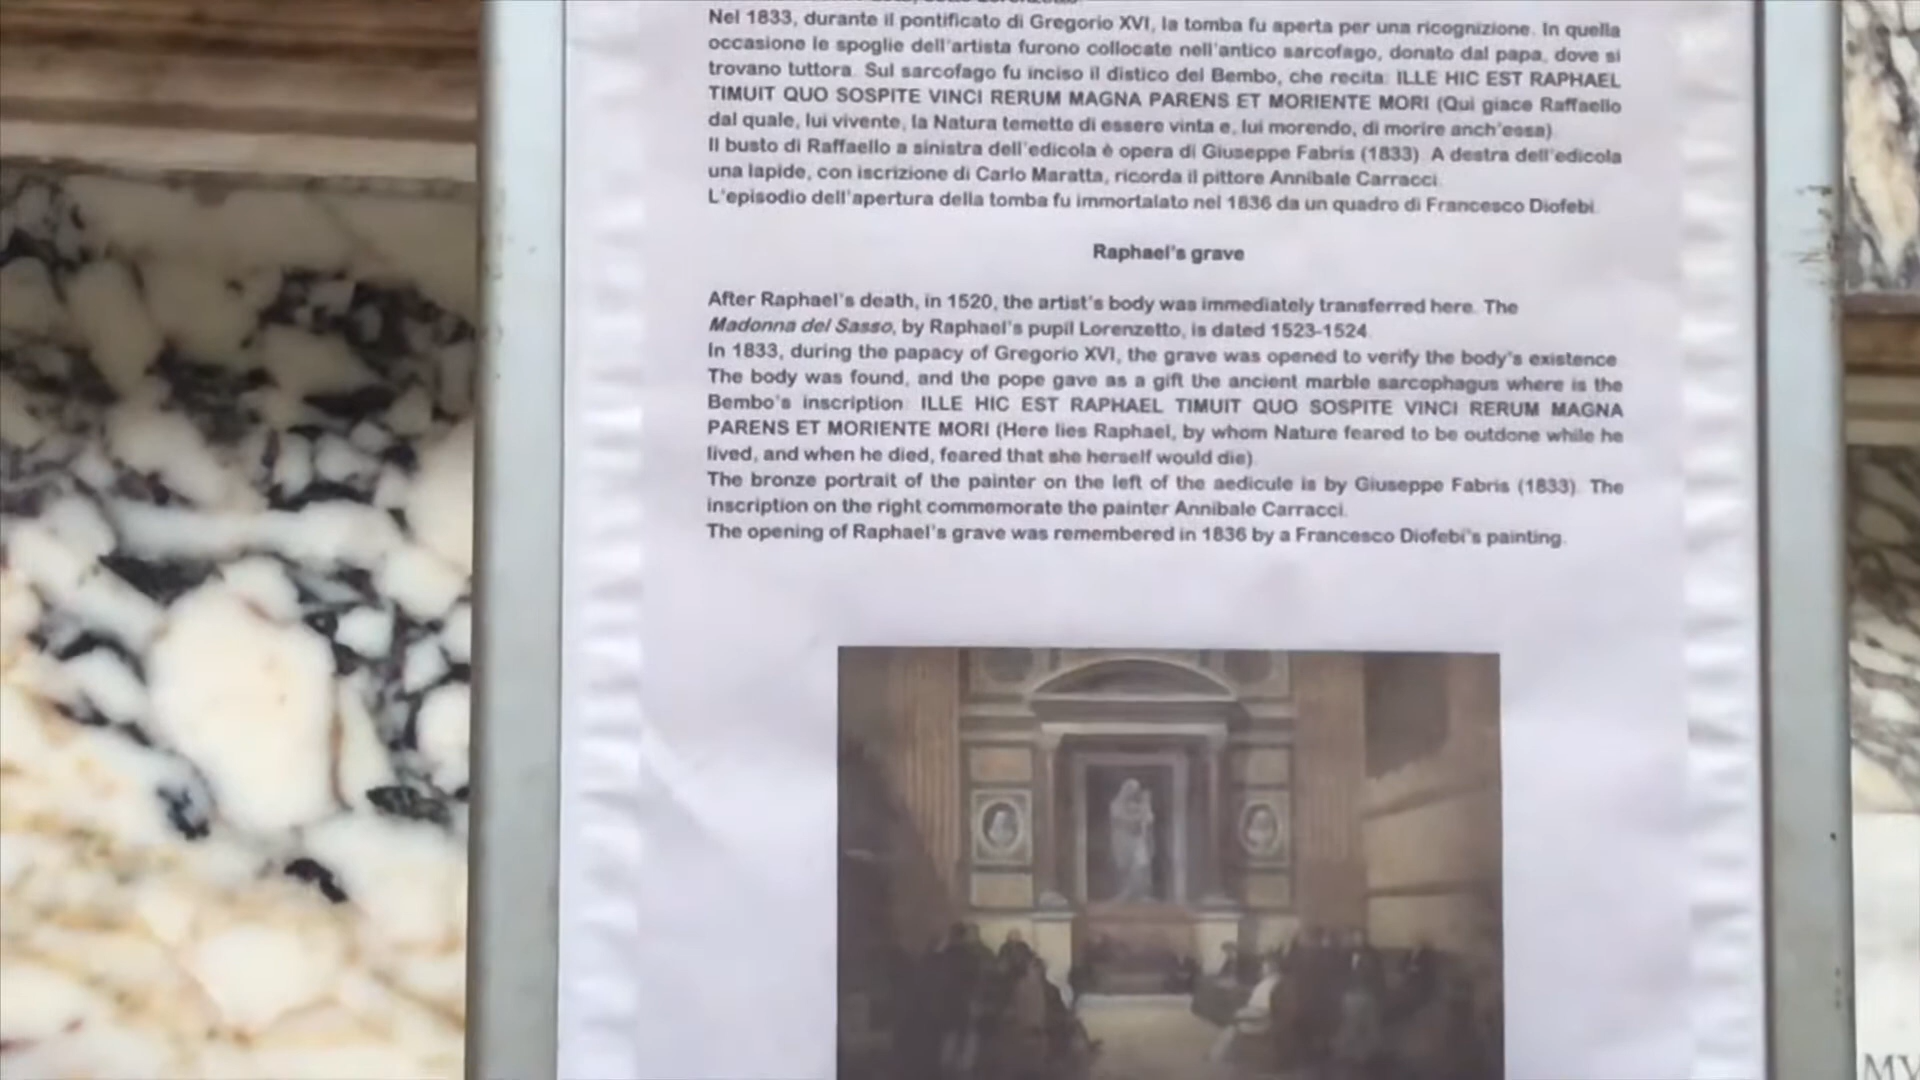 Nel 1833, durante il pontificato di Gregorio XVI, la tomba fu aperta per una ricognizione. In quella
occasione le spoglie dell'artista furono collocate nell'antico sarcofago, donato dal papa, dove si
trovano tuttora. Sul sarcofago fu inciso il distico del Bembo, che recita: ILLE HIC EST RAPHAEL
TIMUIT QUO SOSPITE VINCI RERUM MAGNA PARENS ET MORIENTE MORI (Qui giace Raffaello
dal quale, lui vivente, la Natura temette di essere vinta e, lui morendo, di morire anch'essa).
Il busto di Raffaello a sinistra dell'edicola è opera di Giuseppe Fabris (1833). A destra dell'edicola
una lapide, con iscrizione di Carlo Maratta, ricorda il pittore Annibale Carracci.
L'episodio dell'apertura della tomba fu immortalato nel 1836 da un quadro di Francesco Diofebi.
Raphael's grave
After Raphael's death, in 1520, the artist's body was immediately transferred here. The
Madonna del Sasso, by Raphael's pupil Lorenzetto, is dated 1523-1524.
In 1833, during the papacy of Gregorio XVI, the grave was opened to verify the body's existence.
The body was found, and the pope gave as a gift the ancient marble sarcophagus where is the
Bembo's inscription: ILLE HIC EST RAPHAEL TIMUIT QUO SOSPITE VINCI RERUM MAGNA
PARENS ET MORIENTE MORI (Here lies Raphael, by whom Nature feared to be outdone while he
lived, and when he died, feared that she herself would die).
The bronze portrait of the painter on the left of the aedicule is by Giuseppe Fabris (1833). The
inscription on the right commemorate the painter Annibale Carracci.
The opening of Raphael's grave was remembered in 1836 by a Francesco Diofebi's painting.